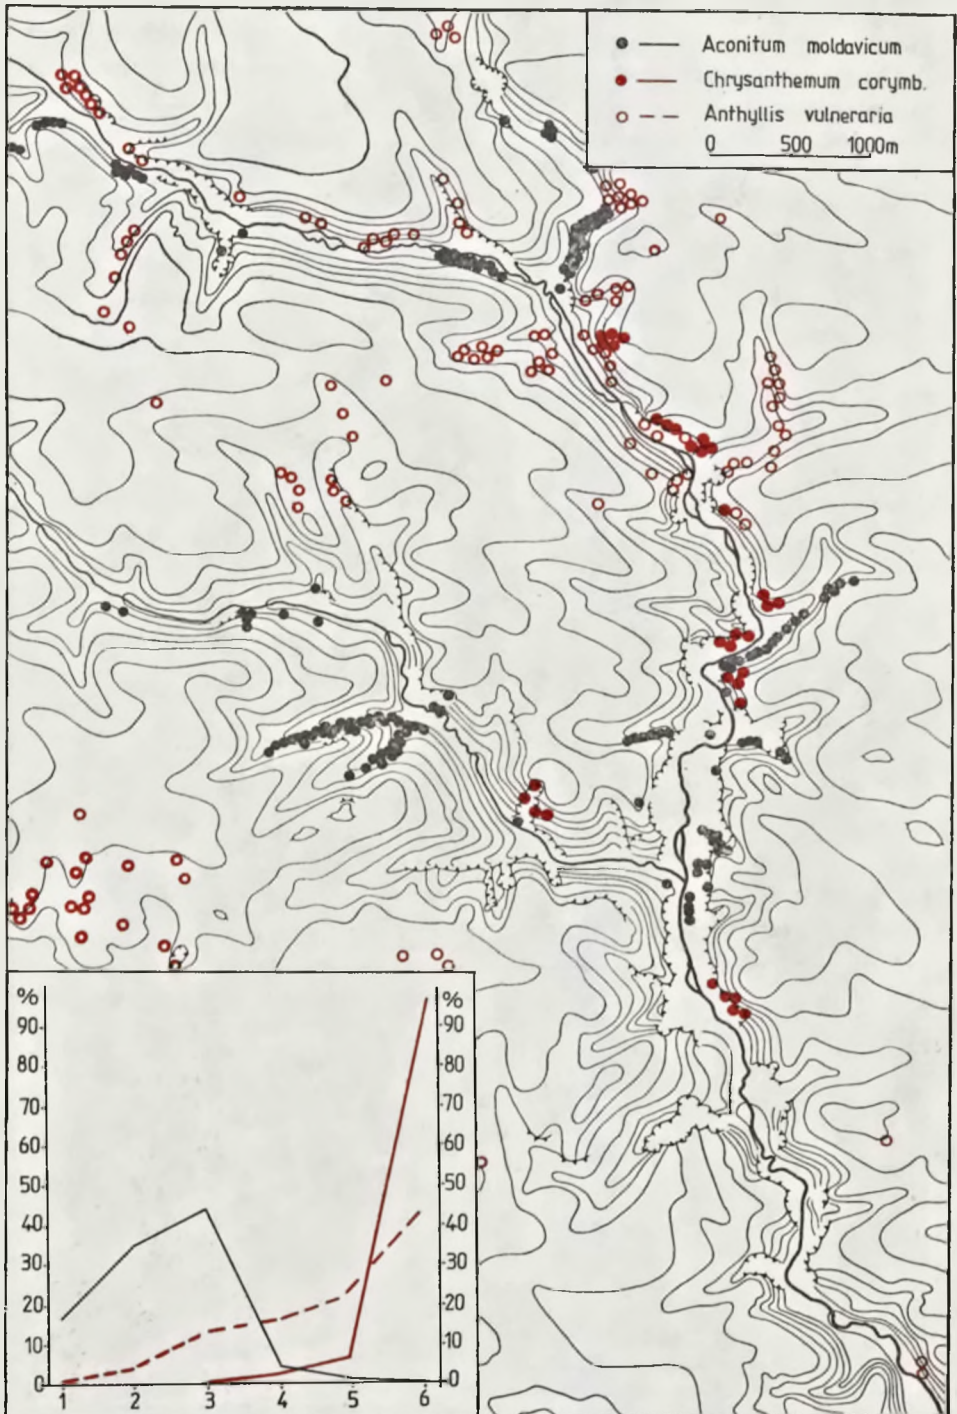 Aconitum moldavicum
Chrysanthemum corymb.
Anthyllis vulneraria
0 500 1000m
% %
90 90
80 80
70 70
60 60
50 50
40 40
30 30
20 20
10 10
0 0
1 2 3 4 5 6